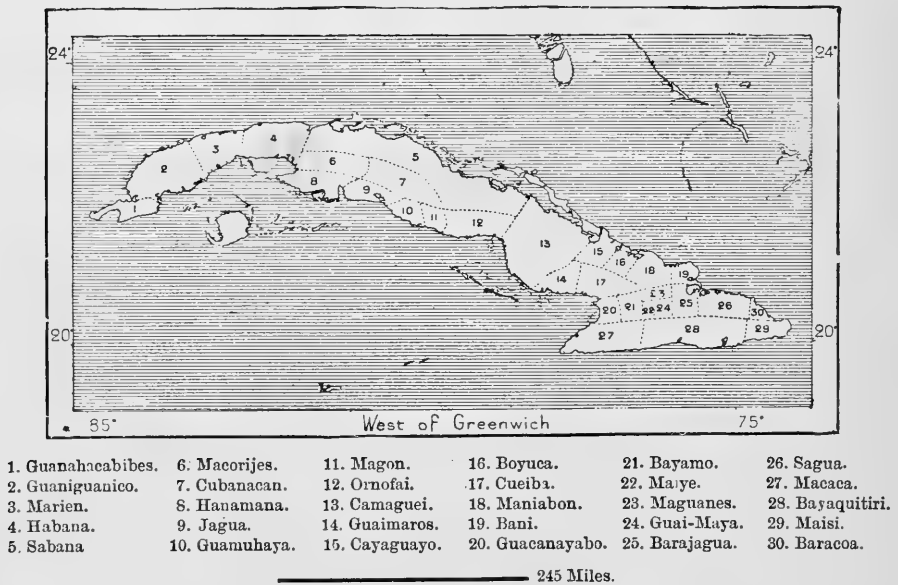 24° 24°
4
3 5
2 6
7
8 9
1 10 11 12
13 15
16 18
14 17 19
23
20 21 25 26
22 24 30
20° 27 28 29 20°
85° West of Greenwich 75°
1. Guanahacabibes. 6. Macorijes. 11. Magon. 16. Boyuca. 21. Bayamo. 26. Sagua.
2. Guaniguanico. 7. Cubanacan. 12. Ornofai. 17. Cueiba. 22. Maiye. 27. Macaca.
3. Marien. 8. Hanamana. 13. Camaguei. 18. Maniabon. 23. Maguanes. 28. Bayaquitiri.
4. Habana. 9. Jagua. 14. Guaimaros. 19. Bani. 24. Guai-Maya. 29. Maisi.
5. Sabana 10. Guamuhaya. 15. Cayaguayo. 20. Guacanayabo. 25. Barajagua. 30. Baracoa.
245 Miles.